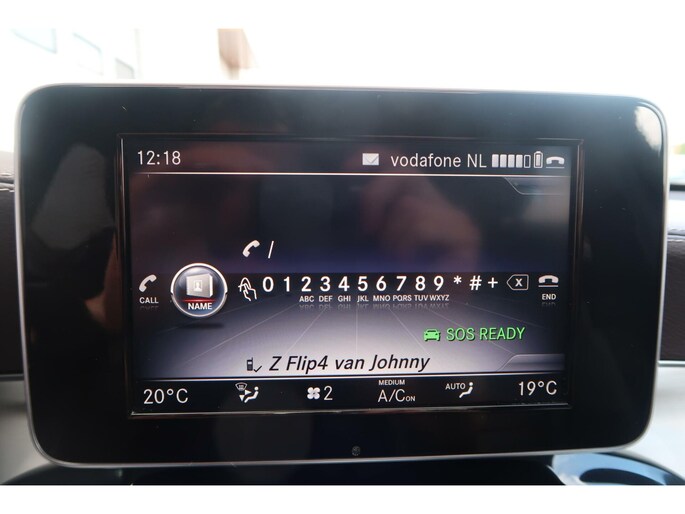 12:18 vodafone NL
/
CALL NAME 0 1 2 3 4 5 6 7 8 9 * # + X END
ABC DEF GHI JKL MNO PQRS TUV WXYZ
SOS READY
Z Flip4 van Johnny
20°C 2 MEDIUM A/C ON AUTO 19°C